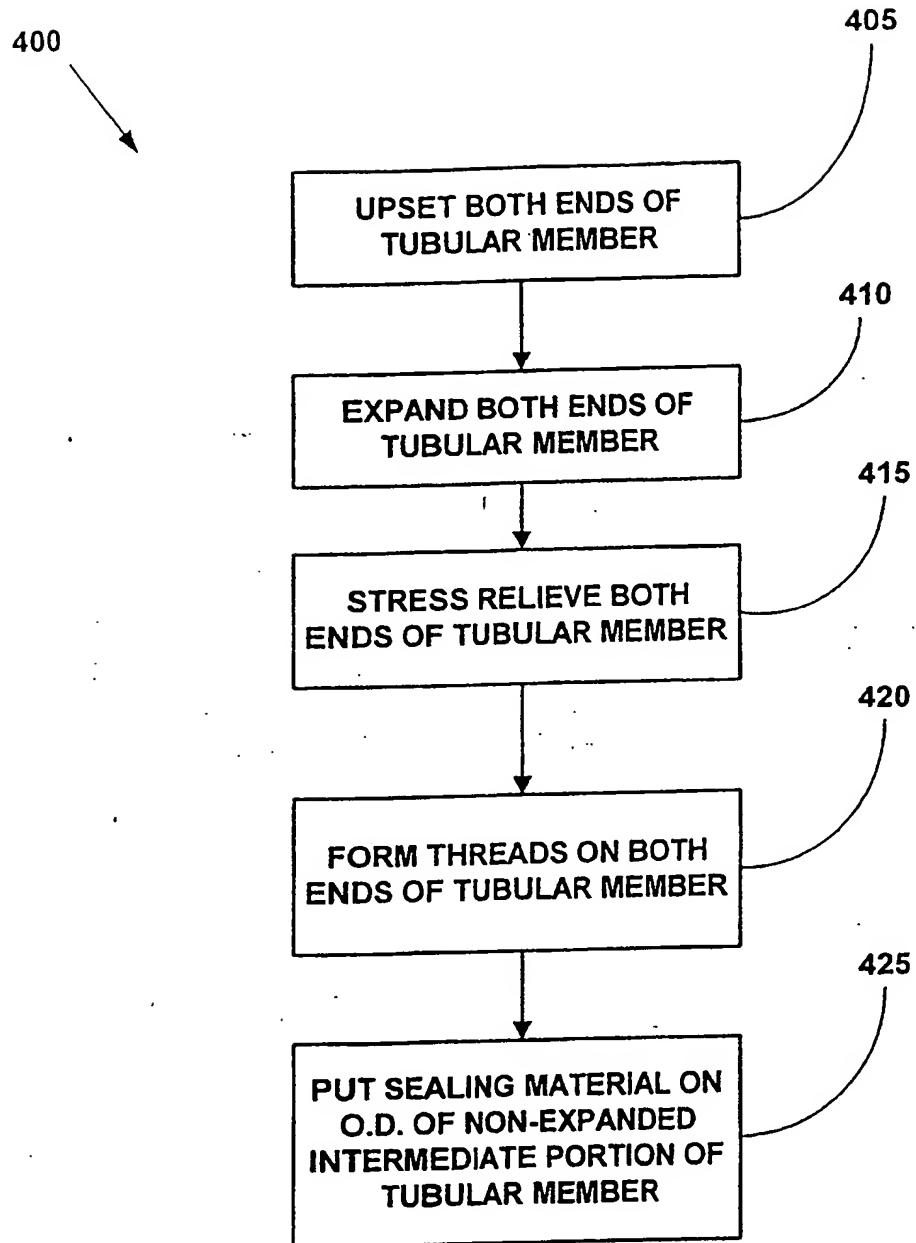 400
405
UPSET BOTH ENDS OF
TUBULAR MEMBER
410
EXPAND BOTH ENDS OF
TUBULAR MEMBER
415
STRESS RELIEVE BOTH
ENDS OF TUBULAR MEMBER
420
FORM THREADS ON BOTH
ENDS OF TUBULAR MEMBER
425
PUT SEALING MATERIAL ON
O.D. OF NON-EXPANDED
INTERMEDIATE PORTION OF
TUBULAR MEMBER